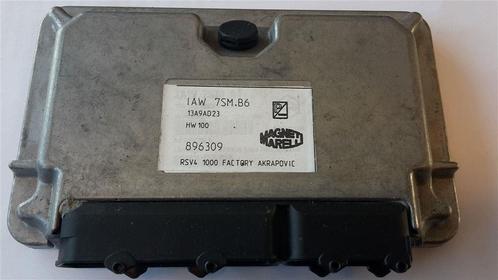 IAW 7SM.B6
13A9AD23
HW 100
MAGNETI
MARELLI
896309
RSV4 1000 FACTORY AKRAPOVIC